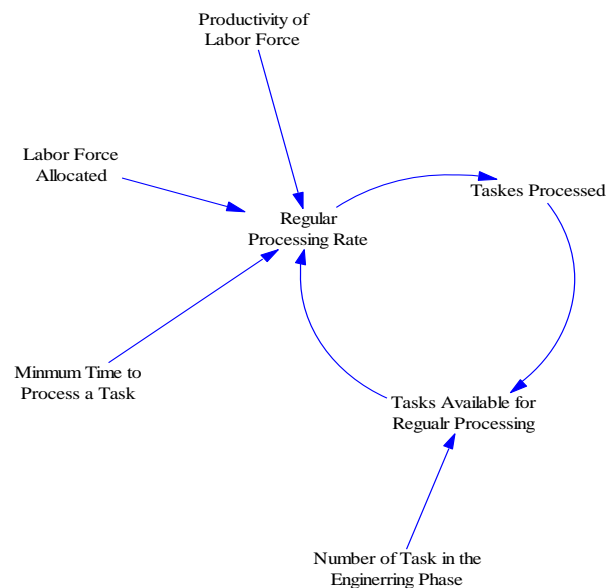 Productivity of
Labor Force
Labor Force
Allocated
Taskes Processed
Regular
Processing Rate
Minmum Time to
Process a Task
Tasks Available for
Regualr Processing
Number of Task in the
Enginerring Phase